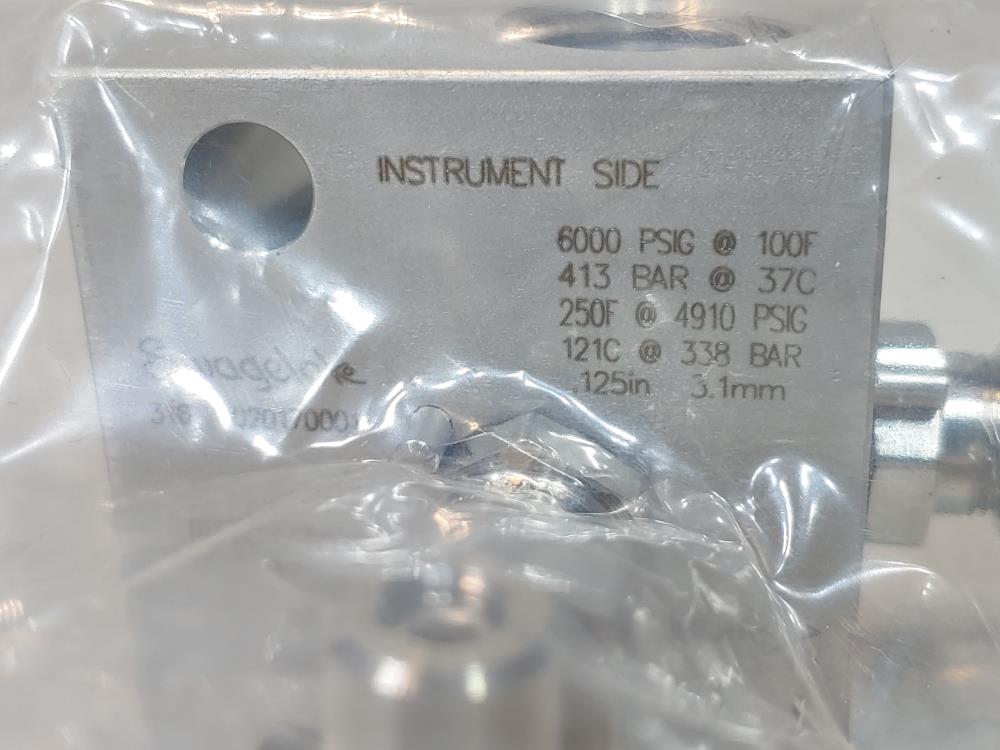 INSTRUMENT SIDE
6000 PSIG @ 100F
413 BAR @ 37C
250F @ 4910 PSIG
121C @ 338 BAR
.125in 3.1mm
Swagelok